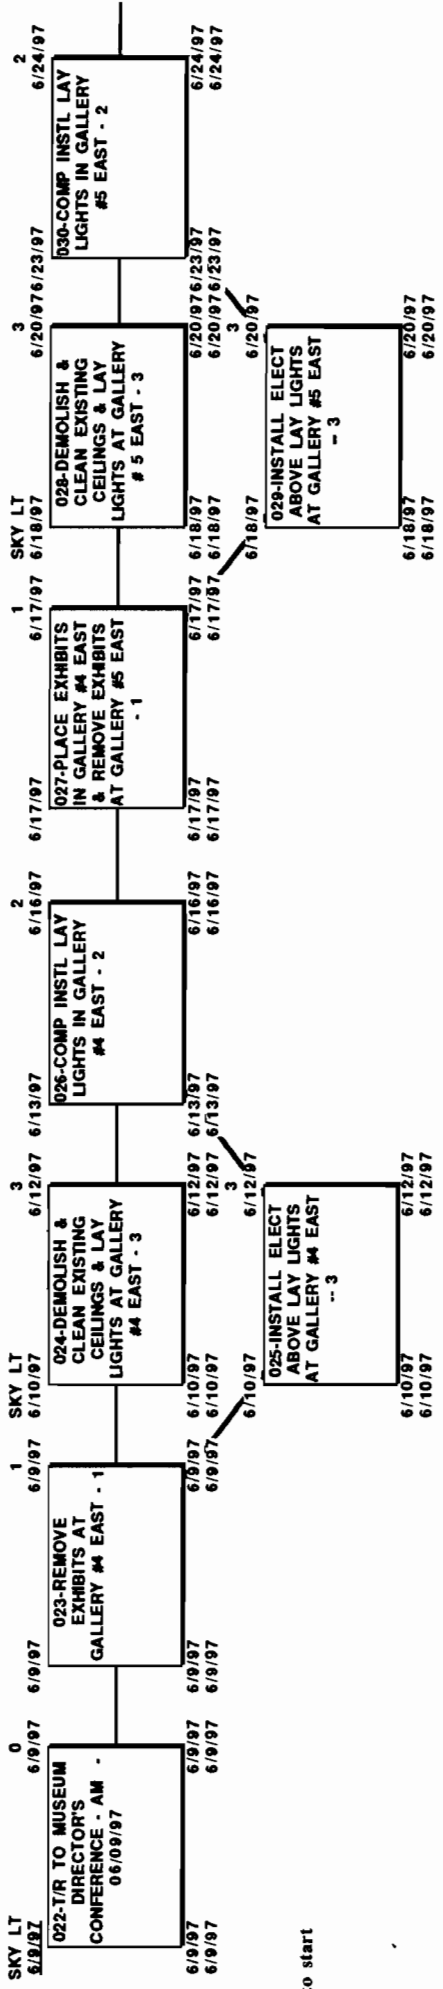 SKY LT
6/9/97
0
6/9/97
022-T/R TO MUSEUM
DIRECTOR'S
CONFERENCE - AM -
06/09/97
6/9/97
6/9/97
6/9/97
6/9/97
6/9/97
1
6/9/97
023-REMOVE
EXHIBITS AT
GALLERY #4 EAST - 1
6/9/97
6/9/97
6/9/97
6/9/97
SKY LT
6/10/97
3
6/12/97
024-DEMOLISH &
CLEAN EXISTING
CEILINGS & LAY
LIGHTS AT GALLERY
#4 EAST - 3
6/10/97
6/10/97
6/12/97
6/12/97
6/10/97
3
6/12/97
025-INSTALL ELECT
ABOVE LAY LIGHTS
AT GALLERY #4 EAST
-- 3
6/10/97
6/10/97
6/12/97
6/12/97
6/13/97
2
6/16/97
026-COMP INSTL LAY
LIGHTS IN GALLERY
#4 EAST - 2
6/13/97
6/13/97
6/16/97
6/16/97
6/17/97
1
6/17/97
027-PLACE EXHIBITS
IN GALLERY #4 EAST
& REMOVE EXHIBITS
AT GALLERY #5 EAST
- 1
6/17/97
6/17/97
6/17/97
6/17/97
SKY LT
6/18/97
3
6/20/97
028-DEMOLISH &
CLEAN EXISTING
CEILINGS & LAY
LIGHTS AT GALLERY
# 5 EAST - 3
6/18/97
6/18/97
6/20/97
6/20/97
6/18/97
3
6/20/97
029-INSTALL ELECT
ABOVE LAY LIGHTS
AT GALLERY #5 EAST
-- 3
6/18/97
6/18/97
6/20/97
6/20/97
6/23/97
2
6/24/97
030-COMP INSTL LAY
LIGHTS IN GALLERY
#5 EAST - 2
6/23/97
6/23/97
6/24/97
6/24/97
to start